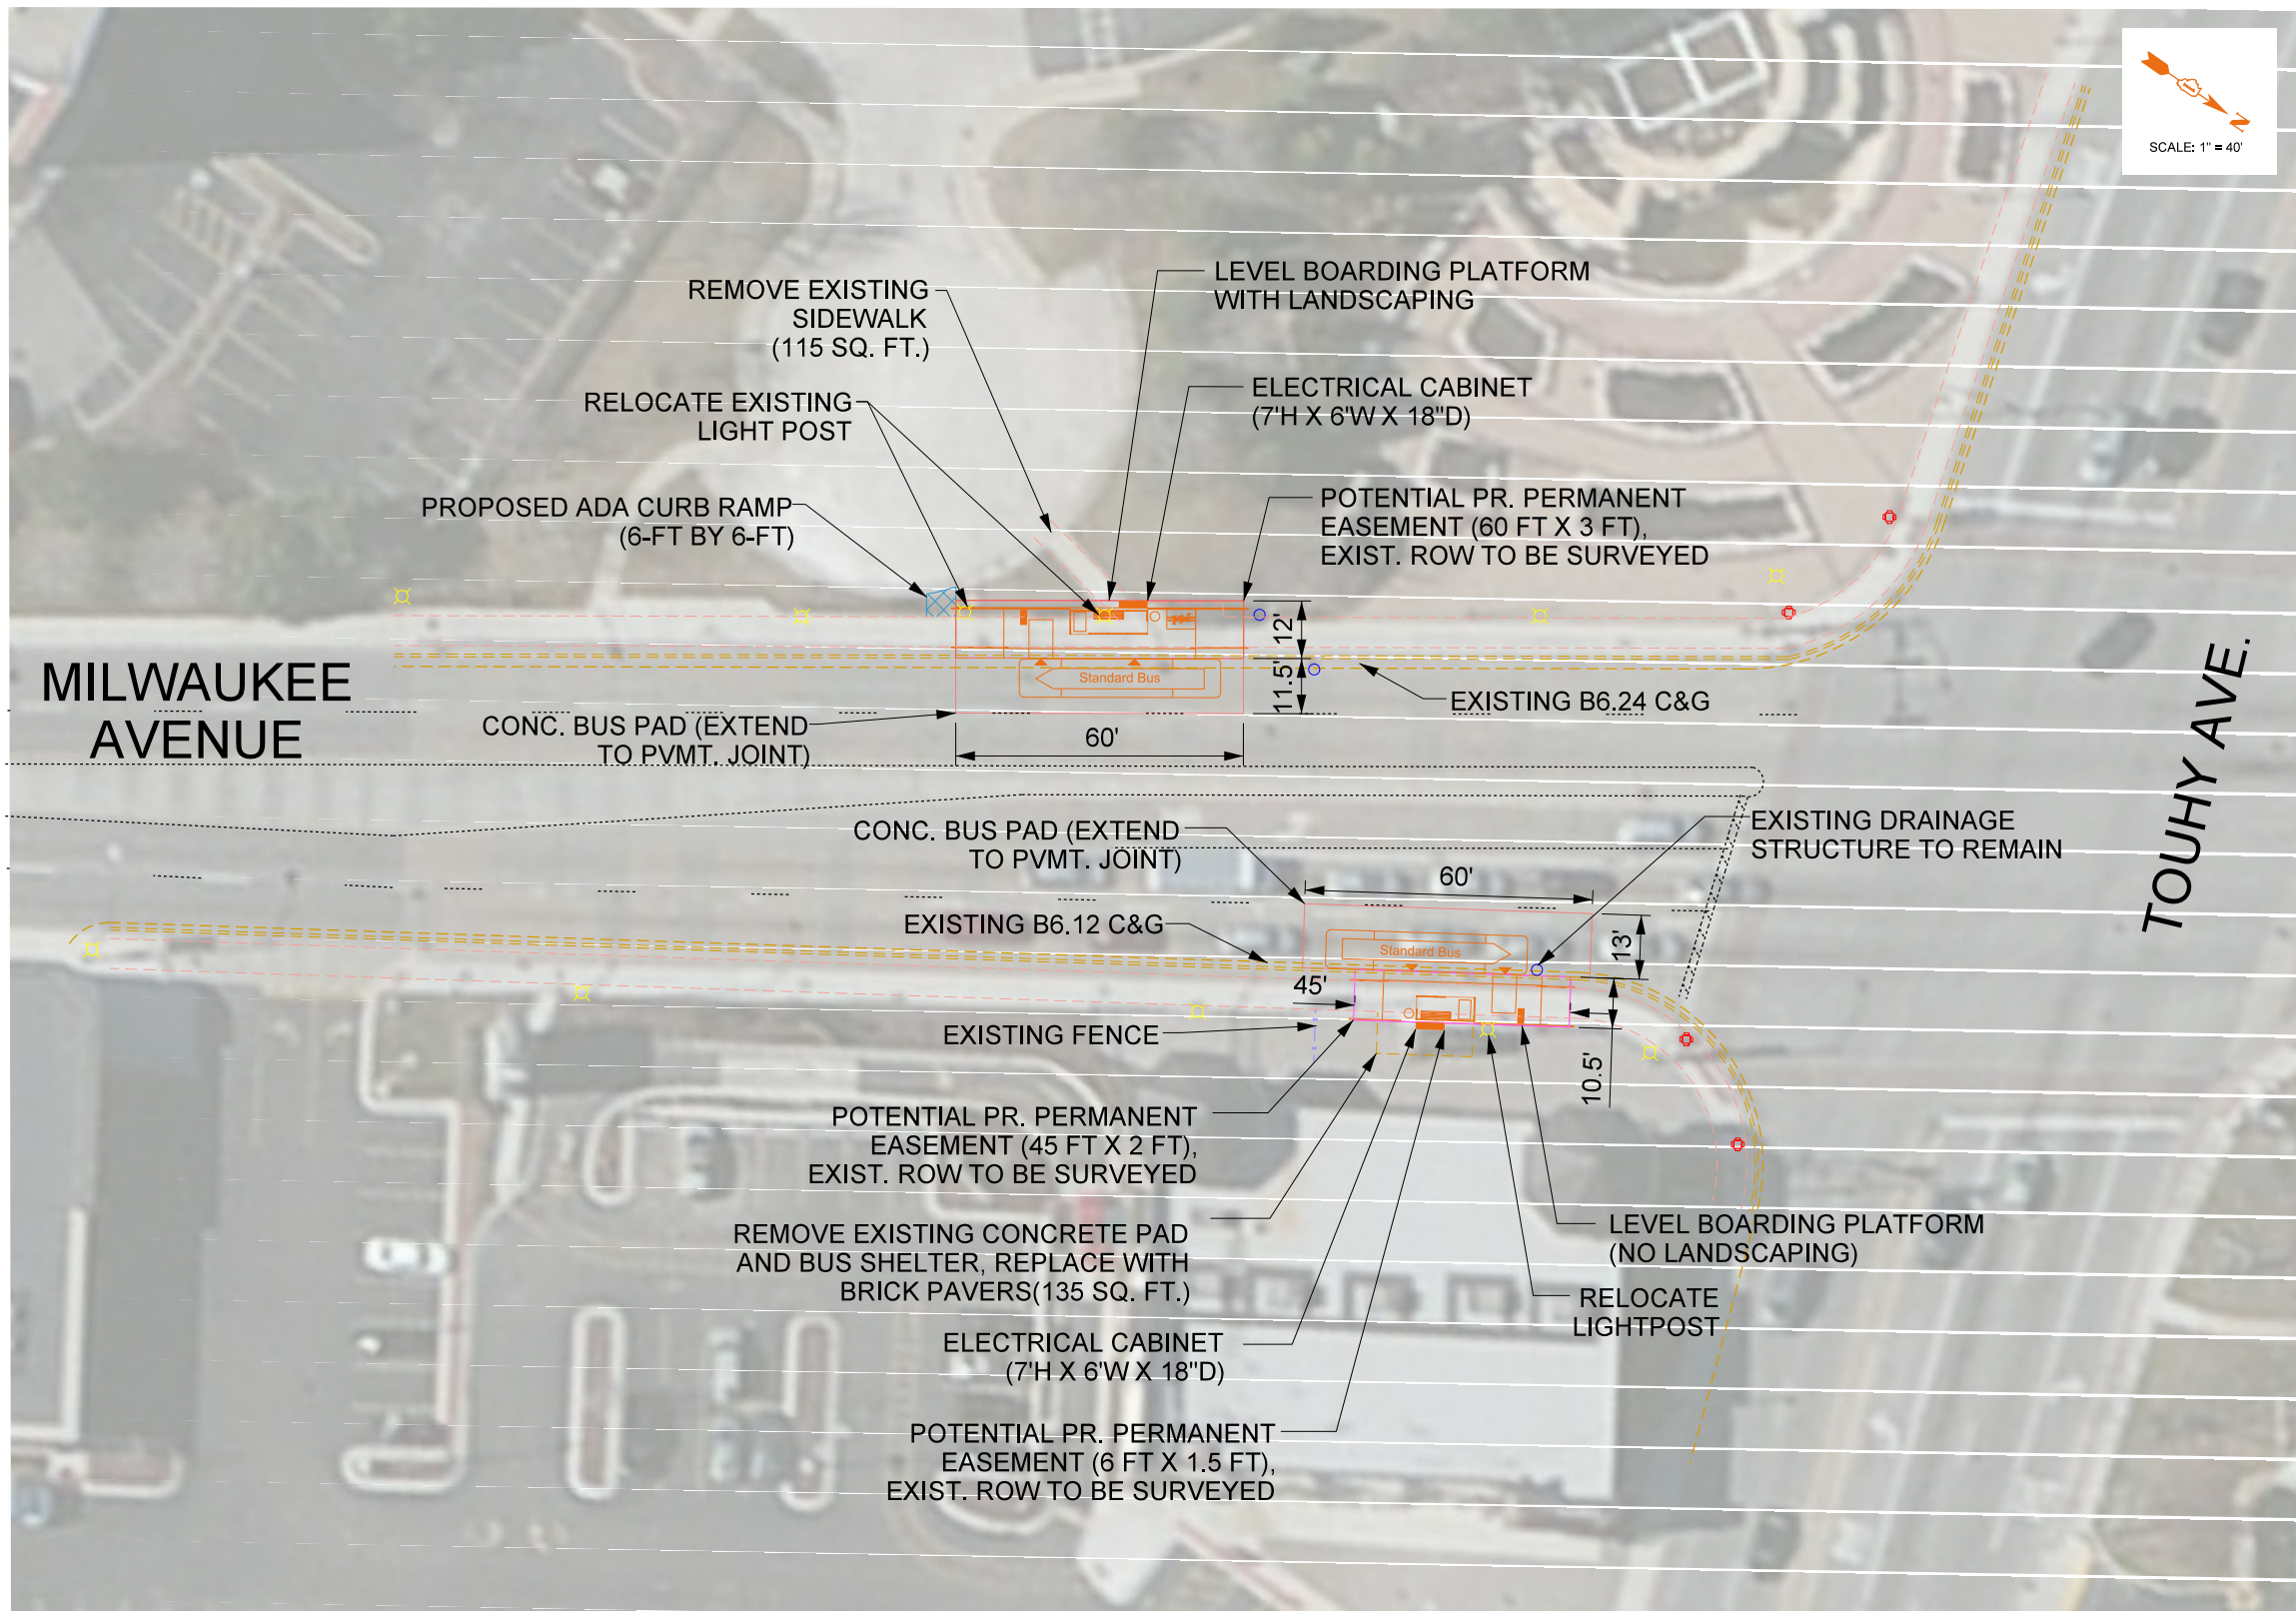 N
SCALE: 1" = 40'
REMOVE EXISTING
SIDEWALK
(115 SQ. FT.)
LEVEL BOARDING PLATFORM
WITH LANDSCAPING
RELOCATE EXISTING
LIGHT POST
ELECTRICAL CABINET
(7'H X 6'W X 18"D)
PROPOSED ADA CURB RAMP
(6-FT BY 6-FT)
POTENTIAL PR. PERMANENT
EASEMENT (60 FT X 3 FT),
EXIST. ROW TO BE SURVEYED
12'
11.5'
Standard Bus
MILWAUKEE
AVENUE
EXISTING B6.24 C&G
CONC. BUS PAD (EXTEND
TO PVMT. JOINT)
60'
TOUHY AVE.
CONC. BUS PAD (EXTEND
TO PVMT. JOINT)
EXISTING DRAINAGE
STRUCTURE TO REMAIN
60'
EXISTING B6.12 C&G
Standard Bus
13'
45'
EXISTING FENCE
10.5'
POTENTIAL PR. PERMANENT
EASEMENT (45 FT X 2 FT),
EXIST. ROW TO BE SURVEYED
REMOVE EXISTING CONCRETE PAD
AND BUS SHELTER, REPLACE WITH
BRICK PAVERS(135 SQ. FT.)
LEVEL BOARDING PLATFORM
(NO LANDSCAPING)
RELOCATE
LIGHTPOST
ELECTRICAL CABINET
(7'H X 6'W X 18"D)
POTENTIAL PR. PERMANENT
EASEMENT (6 FT X 1.5 FT),
EXIST. ROW TO BE SURVEYED